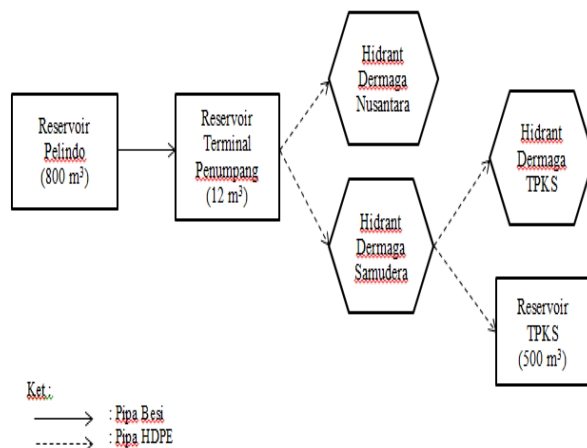 Reservoir
Pelindo
(800 m³)
Reservoir
Terminal
Penumpang
(12 m³)
Hidrant
Dermaga
Nusantara
Hidrant
Dermaga
Samudera
Hidrant
Dermaga
TPKS
Reservoir
TPKS
(500 m³)
Ket.:
: Pipa Besi
: Pipa HDPE